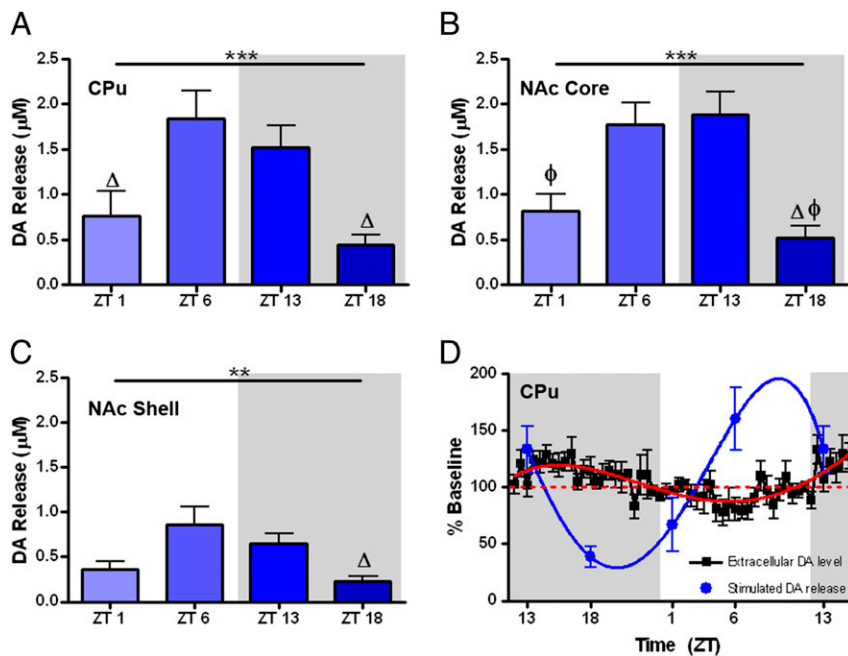 A
***
CPu
DA Release (μM)
2.5
2.0
1.5
1.0
0.5
0.0
Δ
Δ
ZT 1 ZT 6 ZT 13 ZT 18
B
***
NAc Core
DA Release (μM)
2.5
2.0
1.5
1.0
0.5
0.0
ϕ
Δ ϕ
ZT 1 ZT 6 ZT 13 ZT 18
C
**
NAc Shell
DA Release (μM)
2.5
2.0
1.5
1.0
0.5
0.0
Δ
ZT 1 ZT 6 ZT 13 ZT 18
D
CPu
% Baseline
200
150
100
50
0
Extracellular DA level
Stimulated DA release
13 18 1 6 13
Time (ZT)